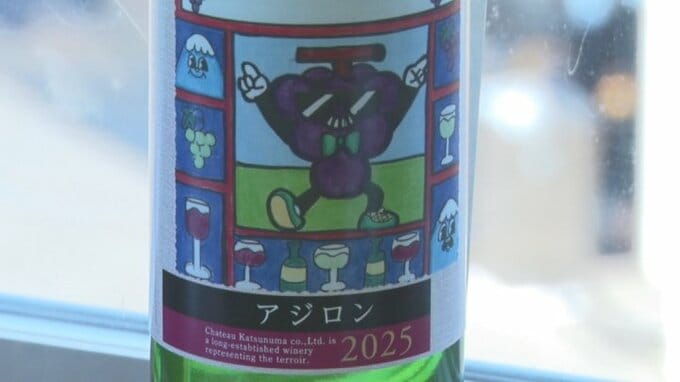 アジロン
Chateau Katsunuma co.,Ltd. is
a long-established winery
representing the terroir.
2025